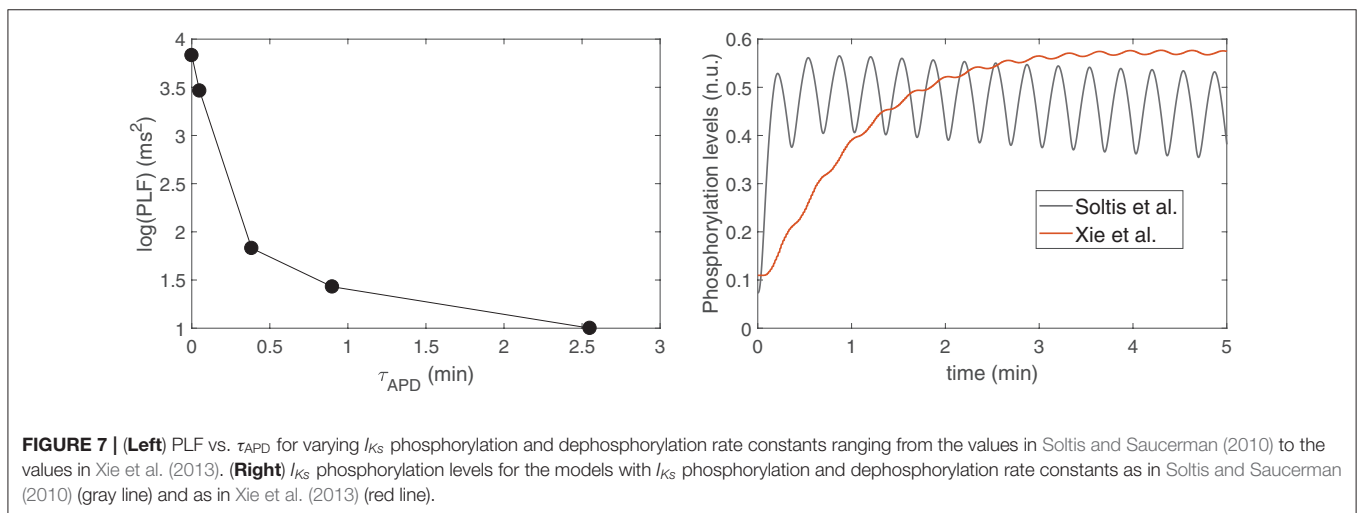 4
3.5
3
2.5
2
1.5
1
log(PLF) (ms²)
0 0.5 1 1.5 2 2.5 3
τAPD (min)
0.6
0.5
0.4
0.3
0.2
0.1
0
Phosphorylation levels (n.u.)
Soltis et al.
Xie et al.
0 1 2 3 4 5
time (min)
FIGURE 7 | (Left) PLF vs. τAPD for varying IKs phosphorylation and dephosphorylation rate constants ranging from the values in Soltis and Saucerman (2010) to the
values in Xie et al. (2013). (Right) IKs phosphorylation levels for the models with IKs phosphorylation and dephosphorylation rate constants as in Soltis and Saucerman
(2010) (gray line) and as in Xie et al. (2013) (red line).